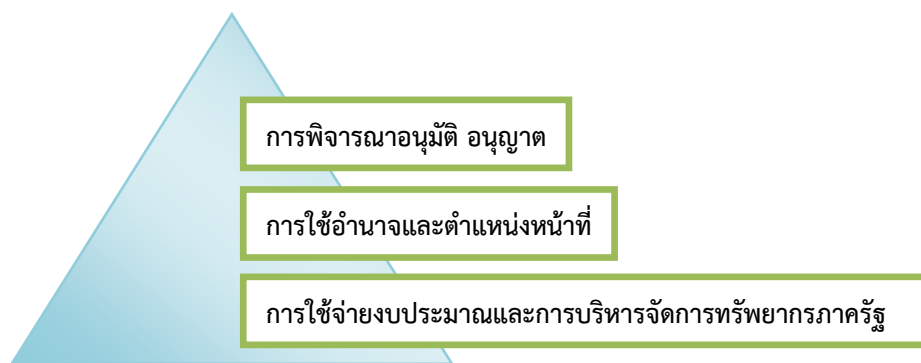 การพิจารณาอนุมัติ อนุญาต
การใช้อำนาจและตำแหน่งหน้าที่
การใช้จ่ายงบประมาณและการบริหารจัดการทรัพยากรภาครัฐ